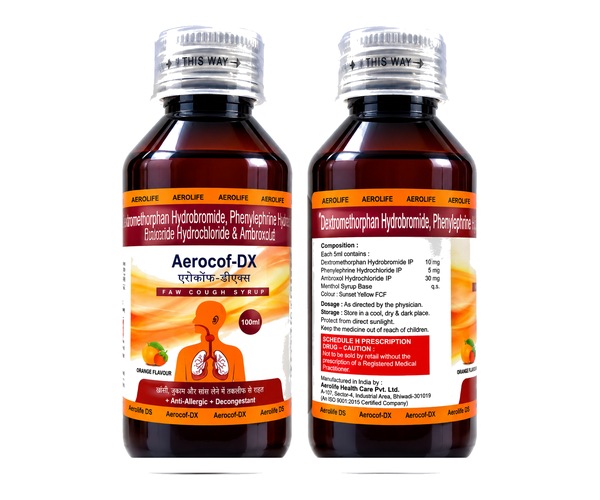 THIS WAY
AEROLIFE AEROLIFE AEROLIFE
Dextromethorphan Hydrobromide, Phenylephrine
Hydrocbloride & Ambroxol
Aerocof-DX
एरोकॉफ-डीएक्स
FAW COUGH SYRUP
100ml
ORANGE FLAVOUR
खांसी, जुकाम और सांस लेने में तकलीफ से राहत
+ Anti-Allergic + Decongestant
Aerolife DS Aerocof-DX Aerolife DS
THIS WAY
AEROLIFE AEROLIFE AEROLIFE
"Dextromethorphan Hydrobromide, Phenylephrine
Composition :
Each 5ml contains :
Dextromethorphan Hydrobromide IP 10 mg
Phenylephrine Hydrochloride IP 5 mg
Ambroxol Hydrochloride IP 30 mg
Menthol Syrup Base q.s.
Colour : Sunset Yellow FCF
Dosage : As directed by the physician.
Storage : Store in a cool, dry & dark place.
Protect from direct sunlight.
Keep the medicine out of reach of children.
SCHEDULE H PRESCRIPTION
DRUG – CAUTION :
Not to be sold by retail without the
prescription of a Registered Medical
Practitioner.
Manufactured in India by :
Aerolife Health Care Pvt. Ltd.
A-107, Sector-4, Industrial Area, Bhiwadi-301019
(An ISO 9001:2015 Certified Company)
ORANGE FLAVOUR
Aerolife DS Aerocof-DX Aerocof-DX